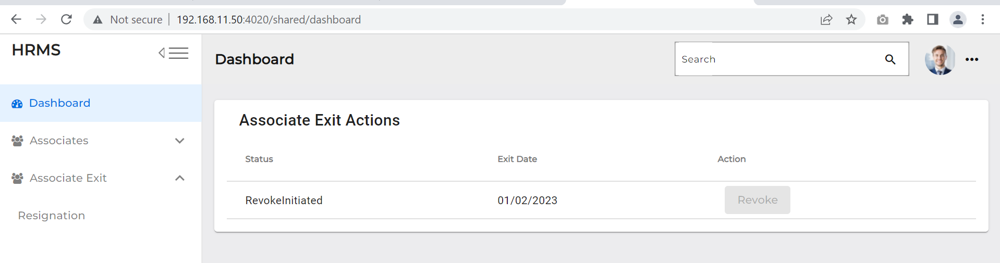 Not secure 192.168.11.50:4020/shared/dashboard
HRMS
Dashboard
Search
Dashboard
Associates
Associate Exit
Resignation
Associate Exit Actions
Status Exit Date Action
RevokeInitiated 01/02/2023 Revoke